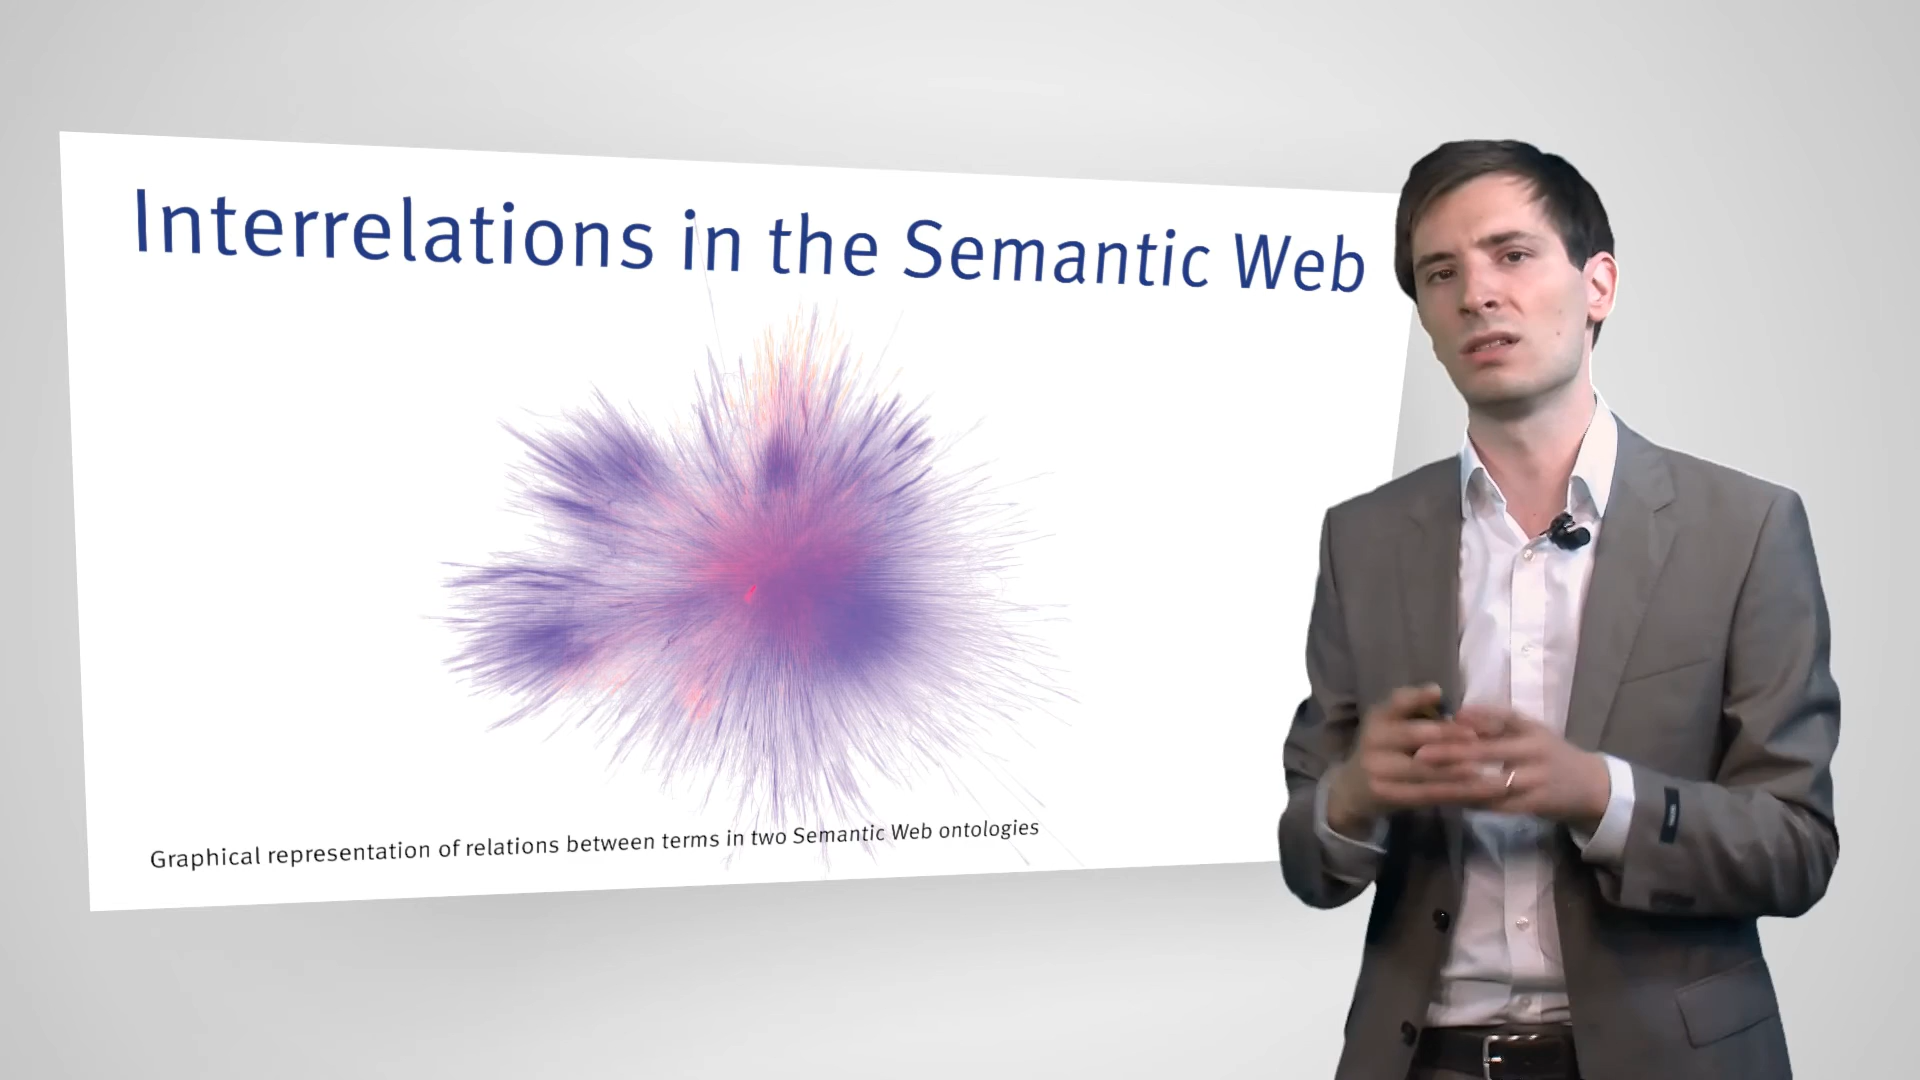 Interrelations in the Semantic Web
Graphical representation of relations between terms in two Semantic Web ontologies